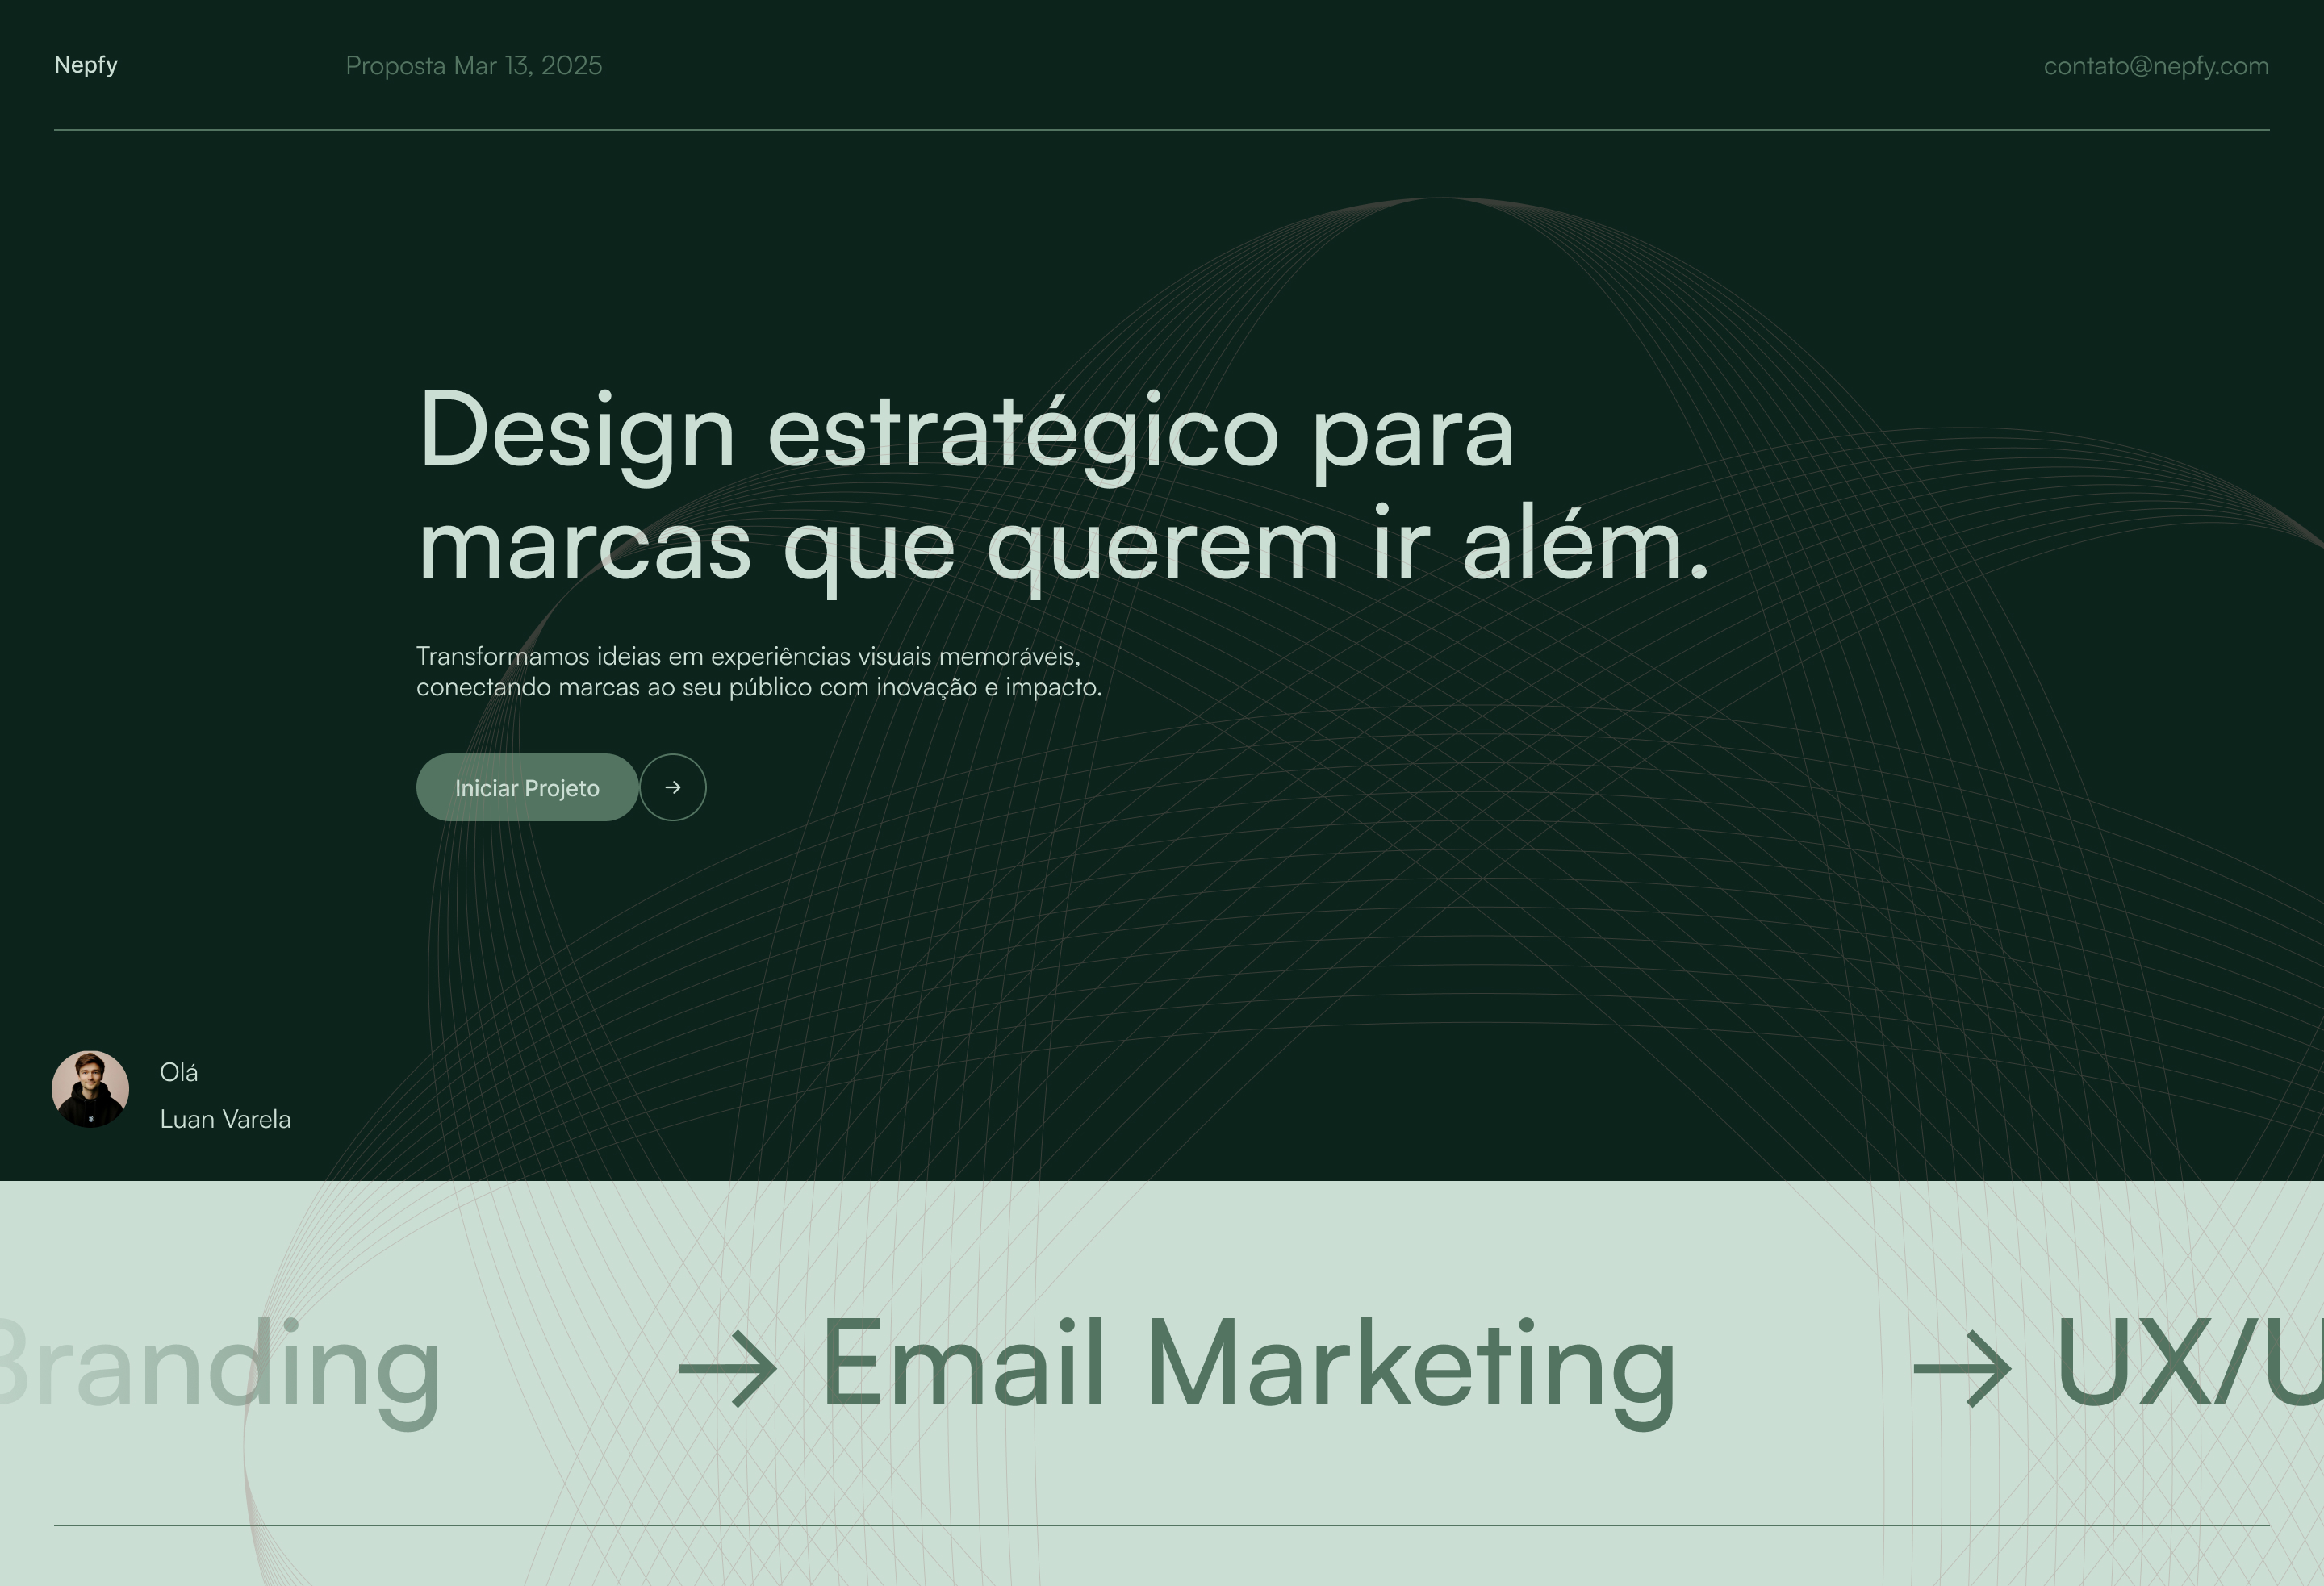 Nepfy
Proposta Mar 13, 2025
contato@nepfy.com
Design estratégico para
marcas que querem ir além.
Transformamos ideias em experiências visuais memoráveis,
conectando marcas ao seu público com inovação e impacto.
Iniciar Projeto →
Olá
Luan Varela
Branding → Email Marketing → UX/U